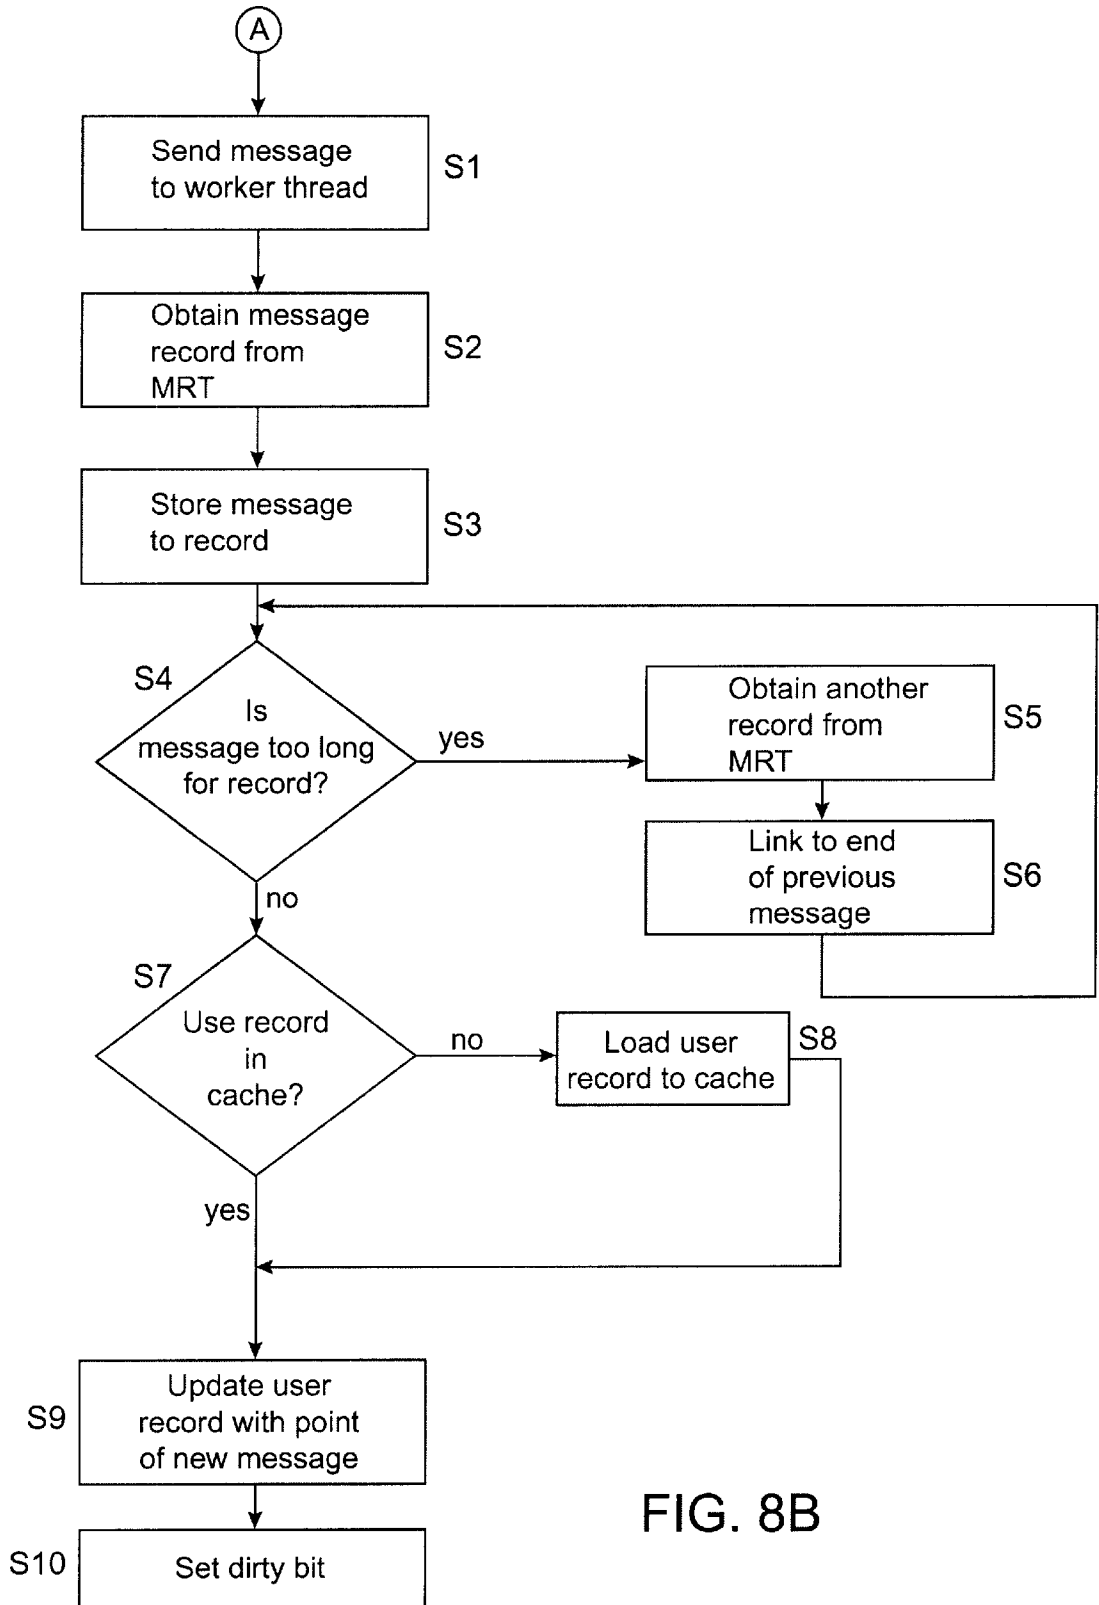 A
Send message
to worker thread
S1
Obtain message
record from
MRT
S2
Store message
to record
S3
S4
Is
message too long
for record?
yes
Obtain another
record from
MRT
S5
Link to end
of previous
message
S6
no
S7
Use record
in
cache?
no
Load user
record to cache
S8
yes
S9
Update user
record with point
of new message
S10
Set dirty bit
FIG. 8B